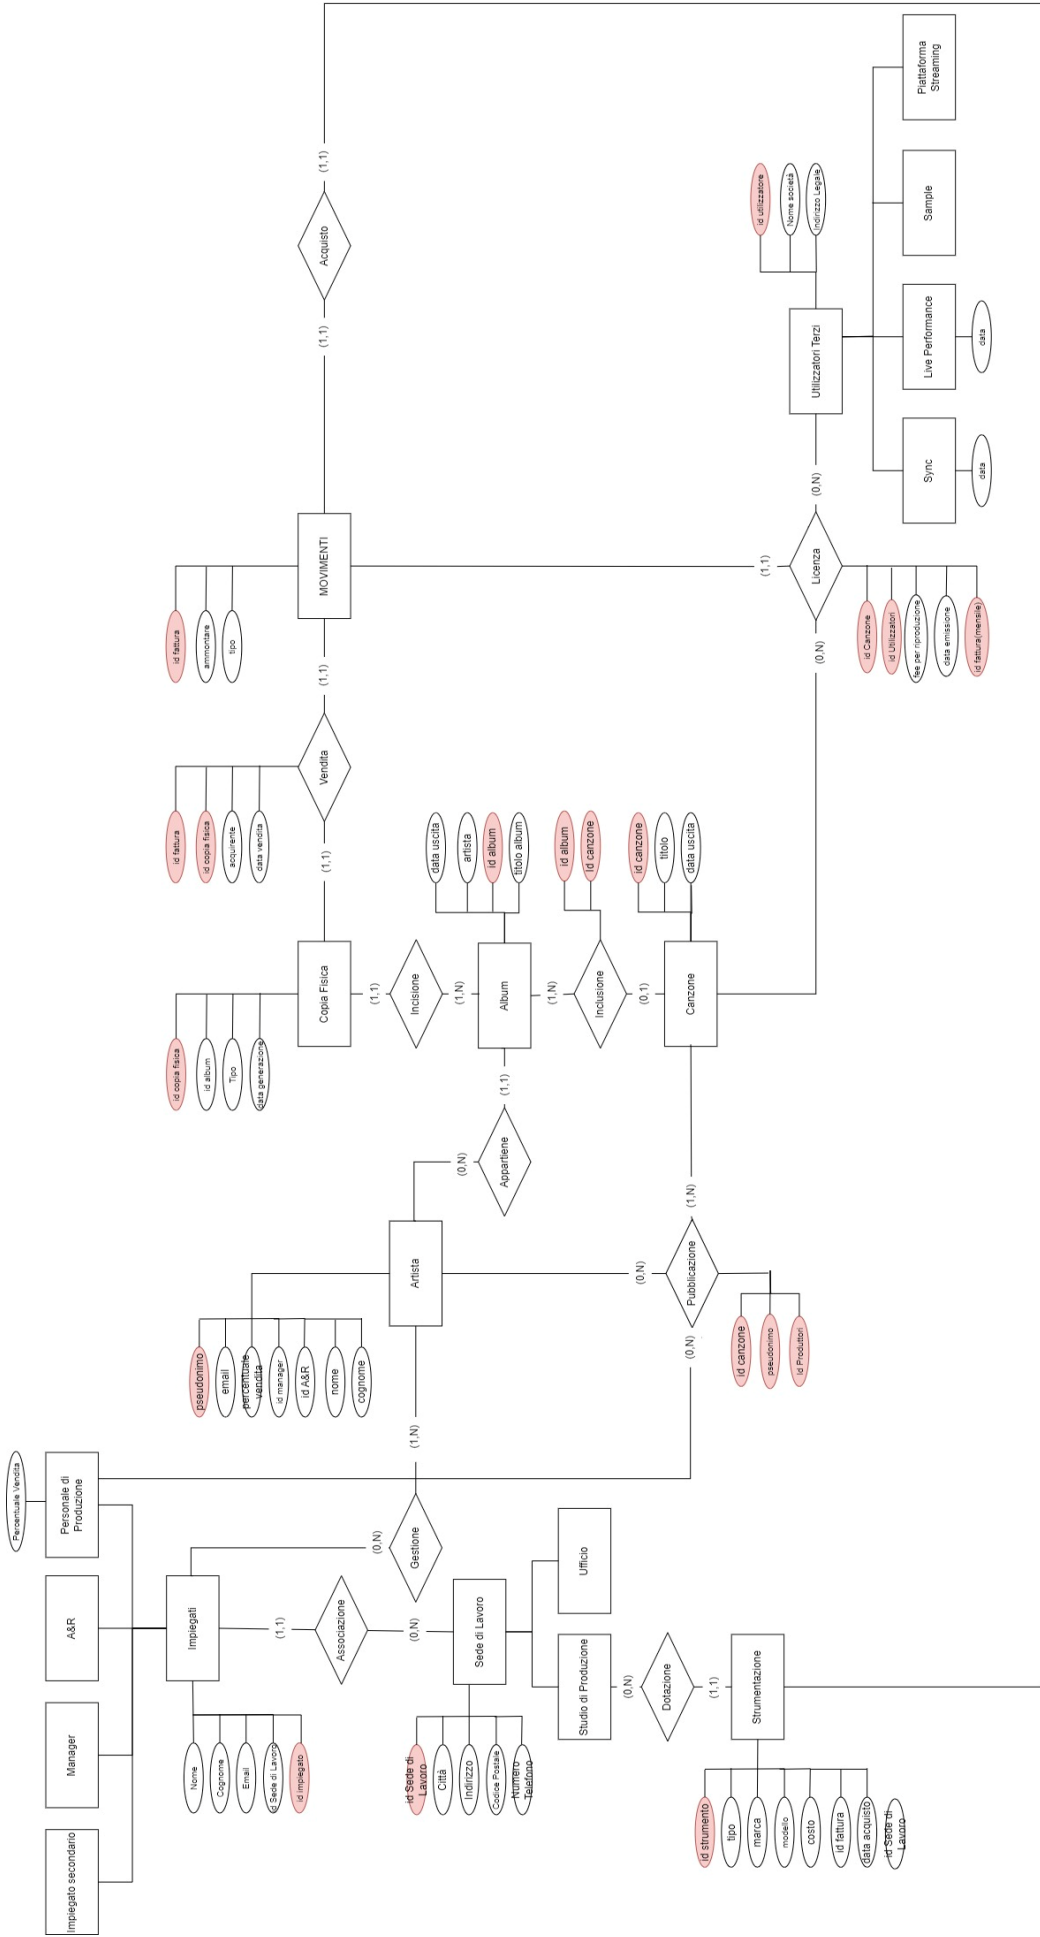 Percentuale Vendita
Impiegato secondario
Manager
A&R
Personale di
Produzione
Nome
Cognome
Email
id Sede di Lavoro
id impiegato
Impiegati
(1,1)
Associazione
(0,N)
(0,N)
Gestione
(1,N)
pseudonimo
email
percentuale
vendita
id manager
id A&R
nome
cognome
Artista
(0,N)
Appartiene
(1,1)
id copia fisica
id album
Tipo
data generazione
Copia Fisica
(1,1)
Incisione
(1,N)
id fattura
id copia fisica
acquirente
data vendita
(1,1)
Vendita
(1,1)
id fattura
ammontare
tipo
MOVIMENTI
(1,1)
Acquisto
(1,1)
id Sede di
Lavoro
Città
Indirizzo
Codice Postale
Numero
Telefono
Sede di Lavoro
Studio di Produzione
Ufficio
(0,N)
Dotazione
(1,1)
data uscita
artista
id album
titolo album
Album
(1,N)
Inclusione
(0,1)
id album
Id canzone
id canzone
titolo
data uscita
Canzone
(0,N)
(0,N)
Pubblicazione
(1,N)
id canzone
pseudonimo
Id Produttori
id strumento
tipo
marca
modello
costo
id fattura
data acquisto
id Sede di
Lavoro
Strumentazione
(1,1)
(0,N)
Licenza
(0,N)
id Canzone
id Utilizzatori
fee per riproduzione
data emissione
id fattura(mensile)
id utilizzatore
Nome società
Indirizzo Legale
Utilizzatori Terzi
Sync
Live Performance
Sample
Piattaforma
Streaming
data
data